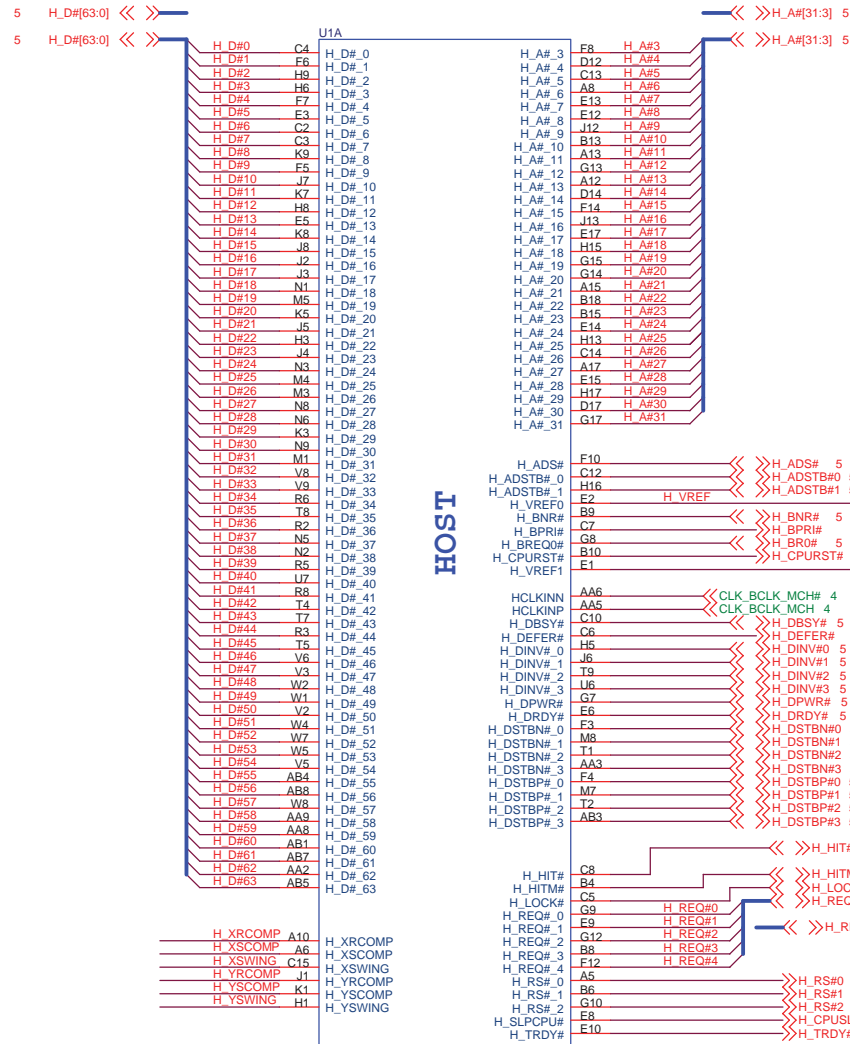 5 H_D#[63:0] H_A#[31:3] 5
5 H_D#[63:0] H_A#[31:3] 5
U1A
H_D#0 C4 H_D#_0
H_D#1 F6 H_D#_1
H_D#2 H9 H_D#_2
H_D#3 H6 H_D#_3
H_D#4 F7 H_D#_4
H_D#5 E3 H_D#_5
H_D#6 C2 H_D#_6
H_D#7 C3 H_D#_7
H_D#8 K9 H_D#_8
H_D#9 F5 H_D#_9
H_D#10 J7 H_D#_10
H_D#11 K7 H_D#_11
H_D#12 H8 H_D#_12
H_D#13 E5 H_D#_13
H_D#14 K8 H_D#_14
H_D#15 J8 H_D#_15
H_D#16 J2 H_D#_16
H_D#17 J3 H_D#_17
H_D#18 N1 H_D#_18
H_D#19 M5 H_D#_19
H_D#20 K5 H_D#_20
H_D#21 J5 H_D#_21
H_D#22 H3 H_D#_22
H_D#23 J4 H_D#_23
H_D#24 N3 H_D#_24
H_D#25 M4 H_D#_25
H_D#26 M3 H_D#_26
H_D#27 N8 H_D#_27
H_D#28 N6 H_D#_28
H_D#29 K3 H_D#_29
H_D#30 N9 H_D#_30
H_D#31 M1 H_D#_31
H_D#32 V8 H_D#_32
H_D#33 V9 H_D#_33
H_D#34 R6 H_D#_34
H_D#35 T8 H_D#_35
H_D#36 R2 H_D#_36
H_D#37 N5 H_D#_37
H_D#38 N2 H_D#_38
H_D#39 R5 H_D#_39
H_D#40 U7 H_D#_40
H_D#41 R8 H_D#_41
H_D#42 T4 H_D#_42
H_D#43 T7 H_D#_43
H_D#44 R3 H_D#_44
H_D#45 T5 H_D#_45
H_D#46 V6 H_D#_46
H_D#47 V3 H_D#_47
H_D#48 W2 H_D#_48
H_D#49 W1 H_D#_49
H_D#50 V2 H_D#_50
H_D#51 W4 H_D#_51
H_D#52 W7 H_D#_52
H_D#53 W5 H_D#_53
H_D#54 V5 H_D#_54
H_D#55 AB4 H_D#_55
H_D#56 AB8 H_D#_56
H_D#57 W8 H_D#_57
H_D#58 AA9 H_D#_58
H_D#59 AA8 H_D#_59
H_D#60 AB1 H_D#_60
H_D#61 AB7 H_D#_61
H_D#62 AA2 H_D#_62
H_D#63 AB5 H_D#_63
H_XRCOMP A10 H_XRCOMP
H_XSCOMP A6 H_XSCOMP
H_XSWING C15 H_XSWING
H_YRCOMP J1 H_YRCOMP
H_YSCOMP K1 H_YSCOMP
H_YSWING H1 H_YSWING
HOST
H_A#_3 F8 H_A#3
H_A#_4 D12 H_A#4
H_A#_5 C13 H_A#5
H_A#_6 A8 H_A#6
H_A#_7 E13 H_A#7
H_A#_8 E12 H_A#8
H_A#_9 J12 H_A#9
H_A#_10 B13 H_A#10
H_A#_11 A13 H_A#11
H_A#_12 G13 H_A#12
H_A#_13 A12 H_A#13
H_A#_14 D14 H_A#14
H_A#_15 F14 H_A#15
H_A#_16 J13 H_A#16
H_A#_17 E17 H_A#17
H_A#_18 H15 H_A#18
H_A#_19 G15 H_A#19
H_A#_20 G14 H_A#20
H_A#_21 A15 H_A#21
H_A#_22 B18 H_A#22
H_A#_23 B15 H_A#23
H_A#_24 E14 H_A#24
H_A#_25 H13 H_A#25
H_A#_26 C14 H_A#26
H_A#_27 A17 H_A#27
H_A#_28 E15 H_A#28
H_A#_29 H17 H_A#29
H_A#_30 D17 H_A#30
H_A#_31 G17 H_A#31
H_ADS# F10 H_ADS# 5
H_ADSTB#_0 C12 H_ADSTB#0
H_ADSTB#_1 H16 H_ADSTB#1
H_VREF0 E2 H_VREF
H_BNR# B9 H_BNR# 5
H_BPRI# C7 H_BPRI#
H_BREQ0# G8 H_BR0# 5
H_CPURST# B10 H_CPURST#
H_VREF1 E1
HCLKINN AA6 CLK_BCLK_MCH# 4
HCLKINP AA5 CLK_BCLK_MCH 4
H_DBSY# C10 H_DBSY# 5
H_DEFER# C6 H_DEFER#
H_DINV#_0 H5 H_DINV#0 5
H_DINV#_1 J6 H_DINV#1 5
H_DINV#_2 T9 H_DINV#2 5
H_DINV#_3 U6 H_DINV#3 5
H_DPWR# G7 H_DPWR# 5
H_DRDY# E6 H_DRDY# 5
H_DSTBN#_0 F3 H_DSTBN#0
H_DSTBN#_1 M8 H_DSTBN#1
H_DSTBN#_2 T1 H_DSTBN#2
H_DSTBN#_3 AA3 H_DSTBN#3
H_DSTBP#_0 F4 H_DSTBP#0
H_DSTBP#_1 M7 H_DSTBP#1
H_DSTBP#_2 T2 H_DSTBP#2
H_DSTBP#_3 AB3 H_DSTBP#3
H_HIT# C8 H_HIT#
H_HITM# B4 H_HITM
H_LOCK# C5 H_LOC
H_REQ#_0 G9 H_REQ#0 H_REQ
H_REQ#_1 E9 H_REQ#1
H_REQ#_2 G12 H_REQ#2 H_R
H_REQ#_3 B8 H_REQ#3
H_REQ#_4 F12 H_REQ#4
H_RS#_0 A5 H_RS#0
H_RS#_1 B6 H_RS#1
H_RS#_2 G10 H_RS#2
H_SLPCPU# E8 H_CPUSL
H_TRDY# E10 H_TRDY#